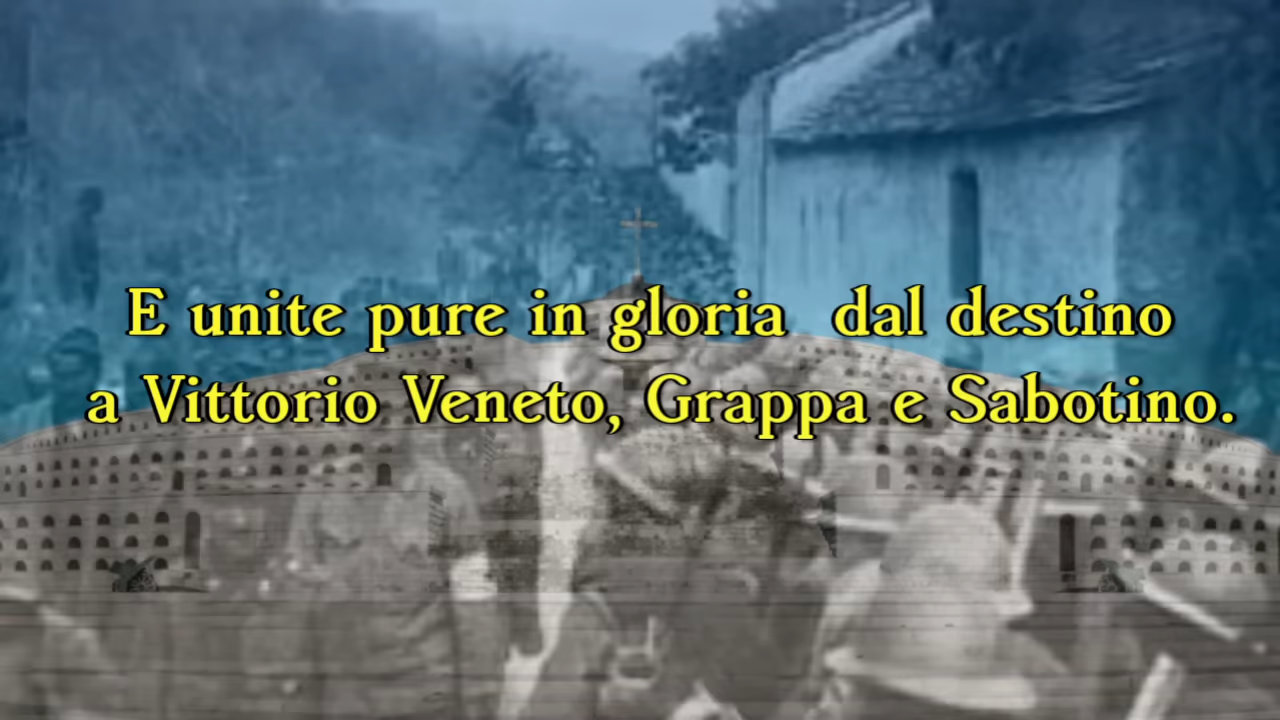 E unite pure in gloria  dal destino
a Vittorio Veneto, Grappa e Sabotino.